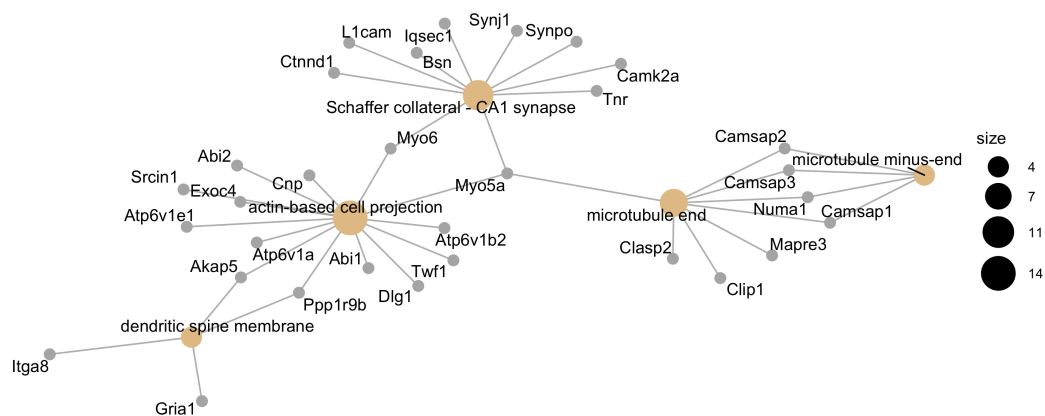 Synj1
L1cam
Iqsec1
Synpo
Bsn
Ctnnd1
Camk2a
Tnr
Schaffer collateral - CA1 synapse
Myo6
Camsap2
size
Abi2
microtubule minus-end
4
Srcin1
Cnp
Myo5a
Camsap3
Exoc4
7
actin-based cell projection
Numa1
Camsap1
Atp6v1e1
microtubule end
11
Atp6v1b2
Clasp2
Mapre3
Atp6v1a
Abi1
Akap5
Twf1
14
Clip1
Dlg1
Ppp1r9b
dendritic spine membrane
Itga8
Gria1